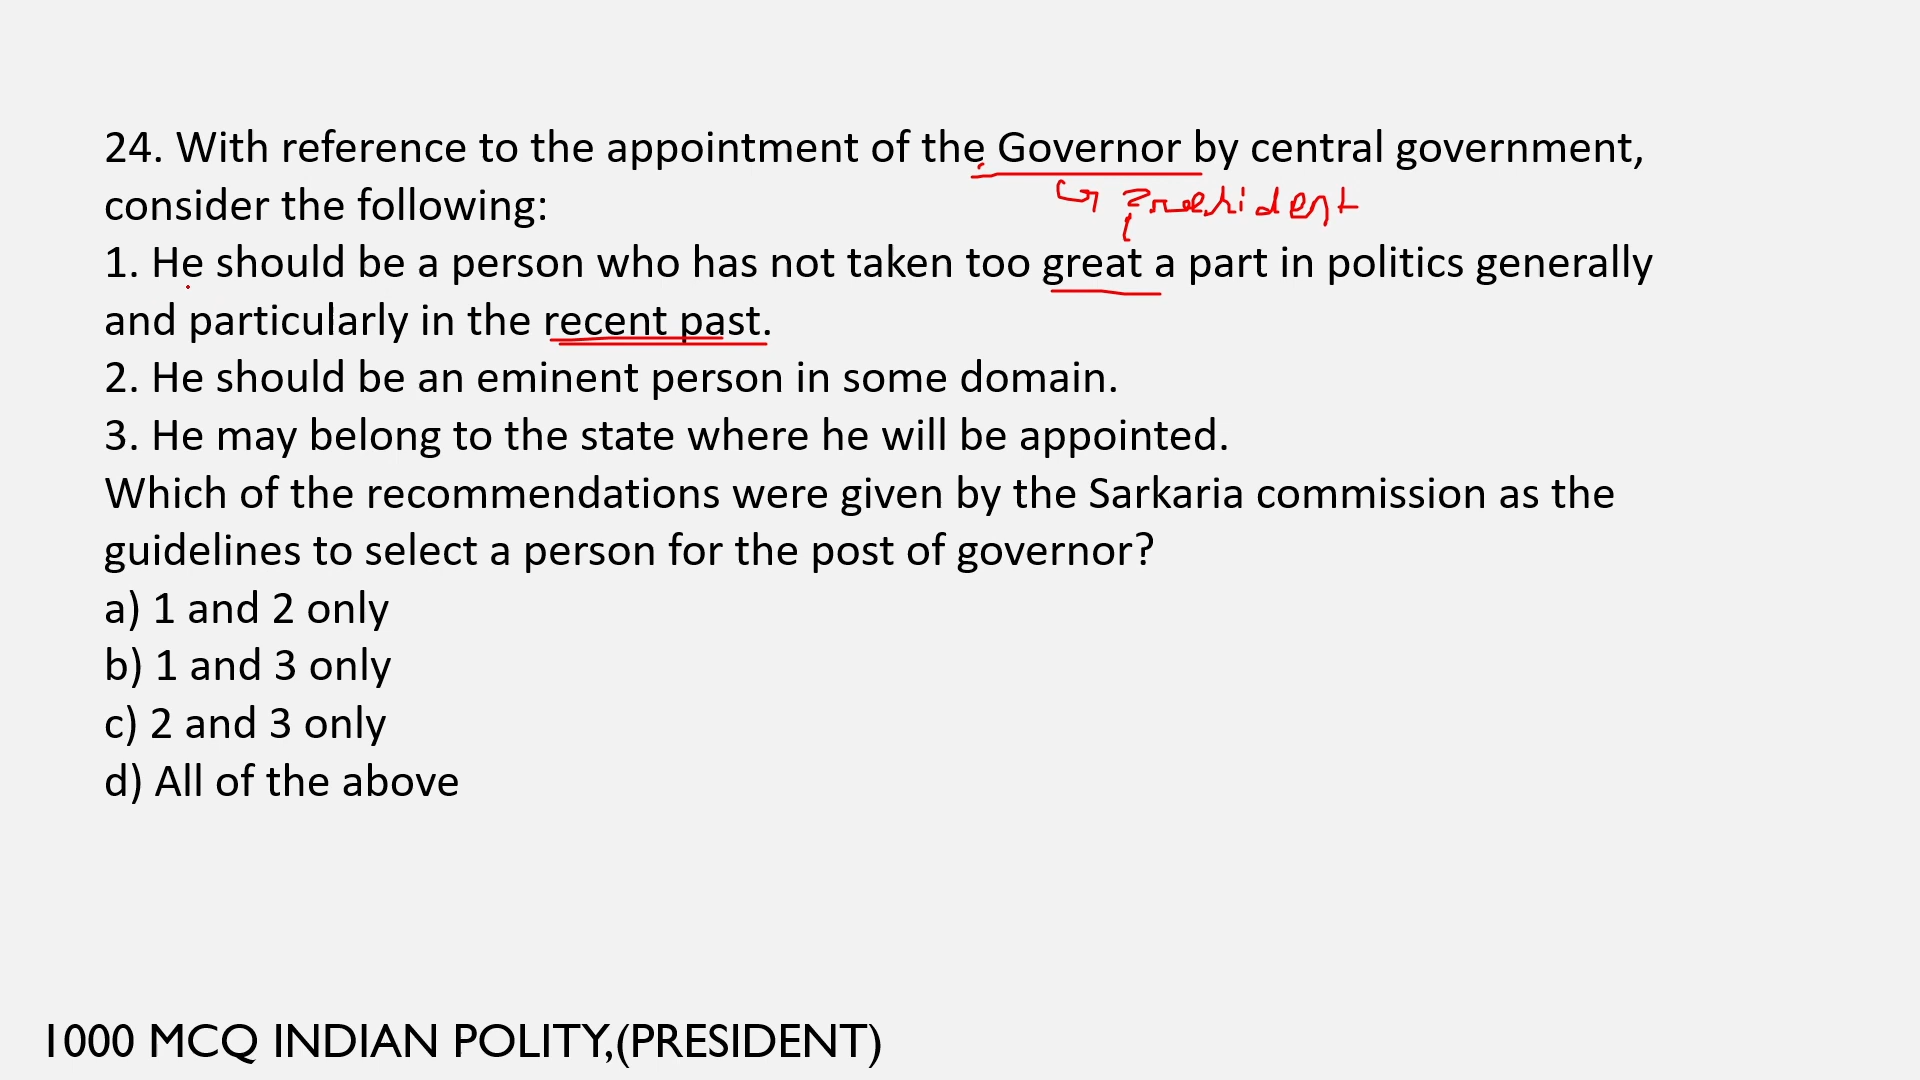 24. With reference to the appointment of the Governor by central government,
consider the following:
President
1. He should be a person who has not taken too great a part in politics generally
and particularly in the recent past.
2. He should be an eminent person in some domain.
3. He may belong to the state where he will be appointed.
Which of the recommendations were given by the Sarkaria commission as the
guidelines to select a person for the post of governor?
a) 1 and 2 only
b) 1 and 3 only
c) 2 and 3 only
d) All of the above
1000 MCQ INDIAN POLITY,(PRESIDENT)